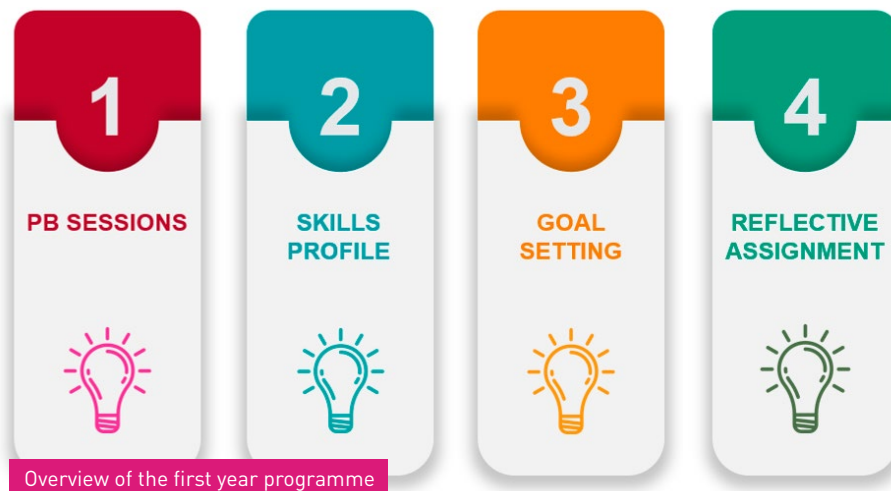 1
2
3
4
PB SESSIONS
SKILLS
PROFILE
GOAL
SETTING
REFLECTIVE
ASSIGNMENT
Overview of the first year programme